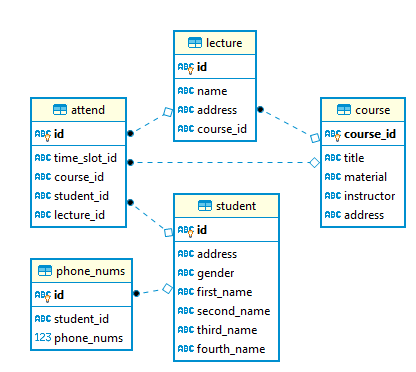 lecture
ABC id
ABC name
ABC address
ABC course_id
attend
ABC id
ABC time_slot_id
ABC course_id
ABC student_id
ABC lecture_id
course
ABC course_id
ABC title
ABC material
ABC instructor
ABC address
student
ABC id
ABC address
ABC gender
ABC first_name
ABC second_name
ABC third_name
ABC fourth_name
phone_nums
ABC id
ABC student_id
123 phone_nums